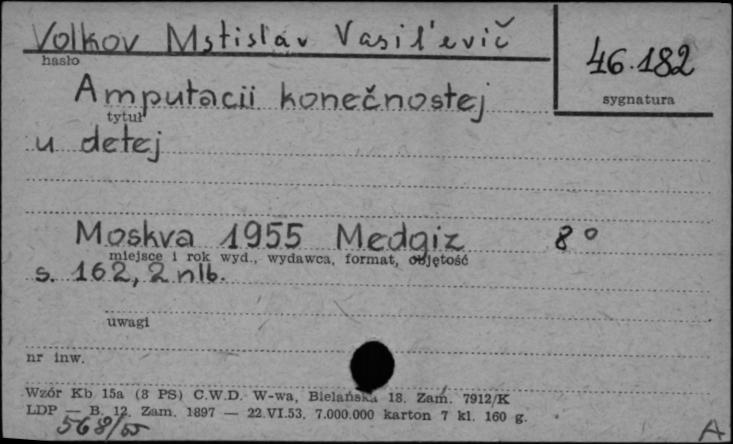 Volkov Mstislav Vasil'evič
hasło
46.182
sygnatura
Amputacii konečnostej
tytuł
u detej
Moskva 1955 Medgiz 8°
miejsce i rok wyd., wydawca, format, objętość
s. 162, 2 nlb.
uwagi
nr inw.
Wzór Kb 15a (8 PS) C.W.D. W-wa, Bielańska 18. Zam. 7912/K
LDP — B. 12. Zam. 1897 — 22.VI.53. 7.000.000 karton 7 kl. 160 g.
568/55
A